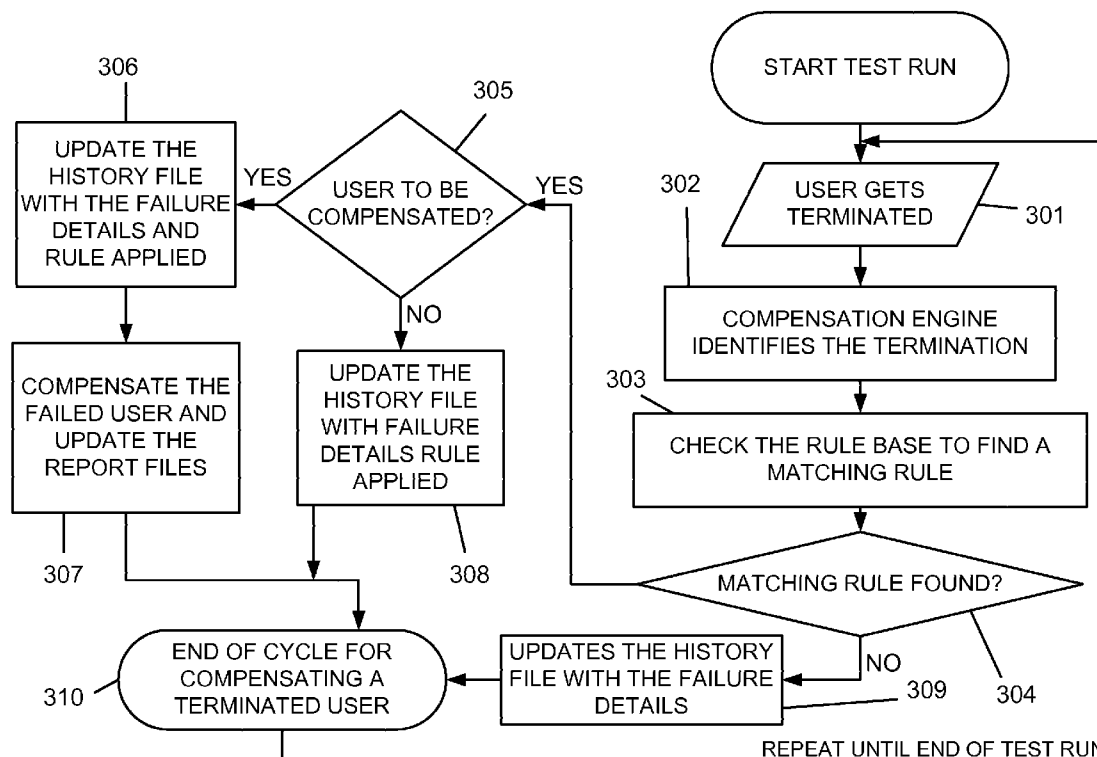 START TEST RUN
USER GETS
TERMINATED
301
302
COMPENSATION ENGINE
IDENTIFIES THE TERMINATION
303
CHECK THE RULE BASE TO FIND A
MATCHING RULE
MATCHING RULE FOUND?
304
YES
NO
305
USER TO BE
COMPENSATED?
YES
NO
306
UPDATE THE
HISTORY FILE
WITH THE FAILURE
DETAILS AND
RULE APPLIED
COMPENSATE THE
FAILED USER AND
UPDATE THE
REPORT FILES
307
UPDATE THE
HISTORY FILE
WITH FAILURE
DETAILS RULE
APPLIED
308
UPDATES THE HISTORY
FILE WITH THE FAILURE
DETAILS
309
END OF CYCLE FOR
COMPENSATING A
TERMINATED USER
310
REPEAT UNTIL END OF TEST RUN